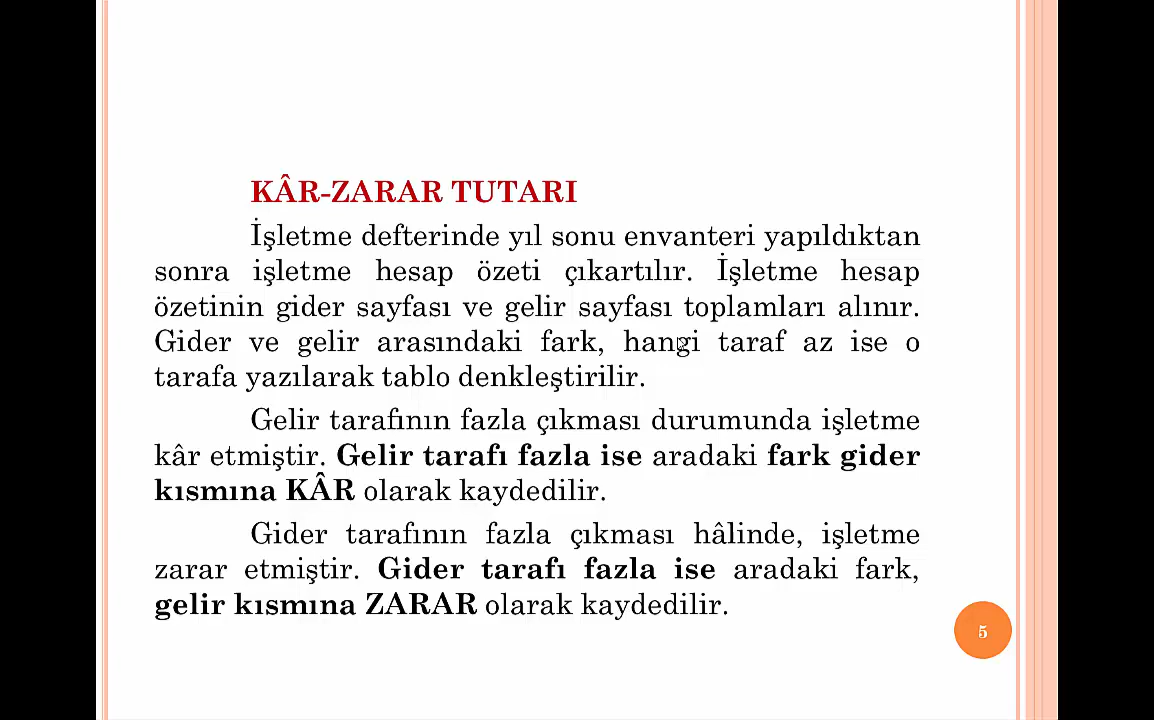 KÂR-ZARAR TUTARI
İşletme defterinde yıl sonu envanteri yapıldıktan
sonra işletme hesap özeti çıkartılır. İşletme hesap
özetinin gider sayfası ve gelir sayfası toplamları alınır.
Gider ve gelir arasındaki fark, hangi taraf az ise o
tarafa yazılarak tablo denkleştirilir.
Gelir tarafının fazla çıkması durumunda işletme
kâr etmiştir. Gelir tarafı fazla ise aradaki fark gider
kısmına KÂR olarak kaydedilir.
Gider tarafının fazla çıkması hâlinde, işletme
zarar etmiştir. Gider tarafı fazla ise aradaki fark,
gelir kısmına ZARAR olarak kaydedilir.
5